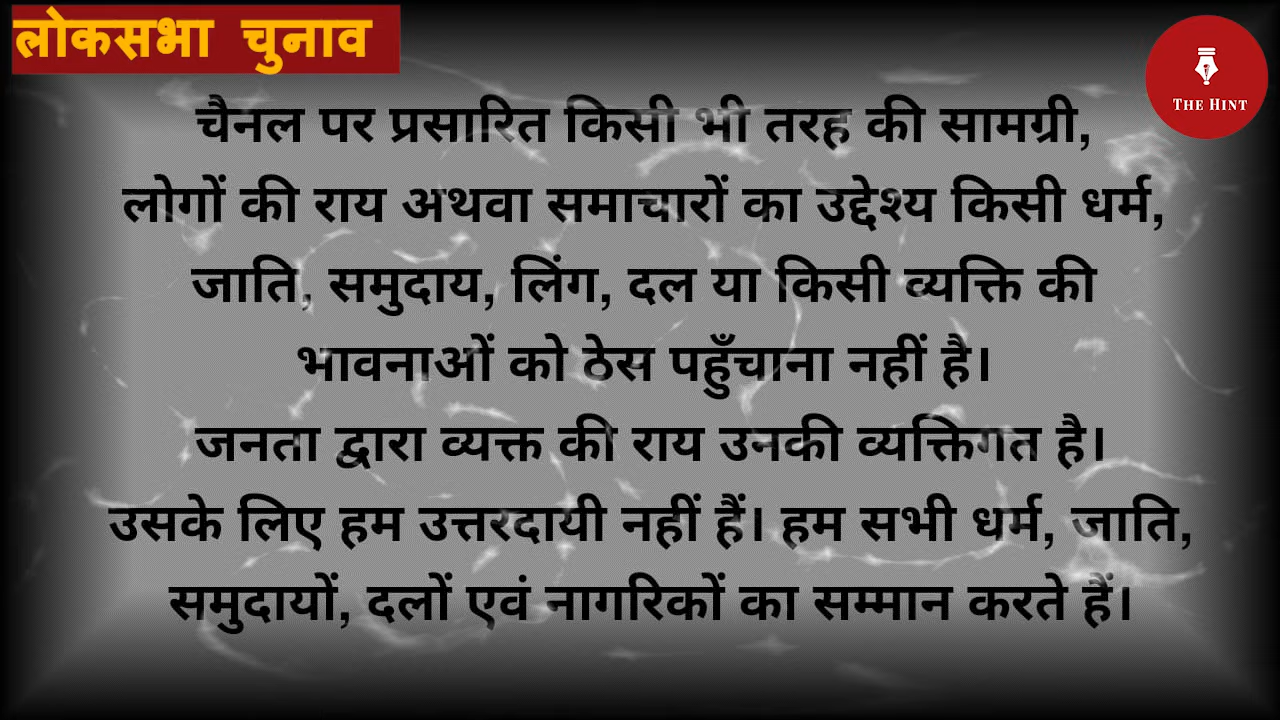 लोकसभा चुनाव
THE HINT
चैनल पर प्रसारित किसी भी तरह की सामग्री,
लोगों की राय अथवा समाचारों का उद्देश्य किसी धर्म,
जाति, समुदाय, लिंग, दल या किसी व्यक्ति की
भावनाओं को ठेस पहुँचाना नहीं है।
जनता द्वारा व्यक्त की राय उनकी व्यक्तिगत है।
उसके लिए हम उत्तरदायी नहीं हैं। हम सभी धर्म, जाति,
समुदायों, दलों एवं नागरिकों का सम्मान करते हैं।